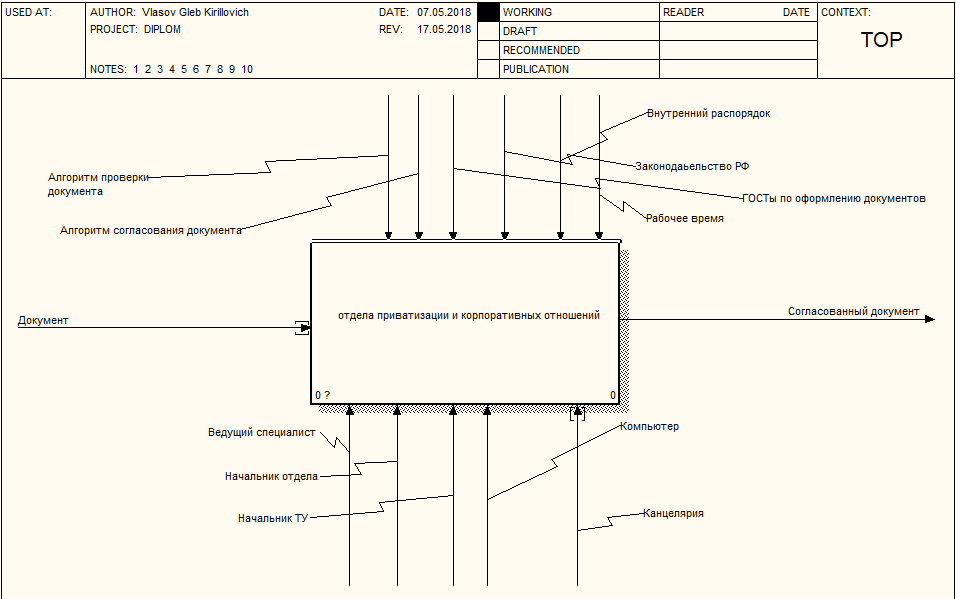 USED AT:
AUTHOR: Vlasov Gleb Kirillovich
DATE: 07.05.2018
PROJECT: DIPLOM
REV: 17.05.2018
NOTES: 1 2 3 4 5 6 7 8 9 10
WORKING
DRAFT
RECOMMENDED
PUBLICATION
READER DATE
CONTEXT:
TOP
Внутренний распорядок
Законодаьельство РФ
Алгоритм проверки
документа
ГОСТы по оформлению документов
Рабочее время
Алгоритм согласования документа
Документ
отдела приватизации и корпоративных отношений
Согласованный документ
0 ?
0
Ведущий специалист
Компьютер
Начальник отдела
Начальник ТУ
Канцелярия